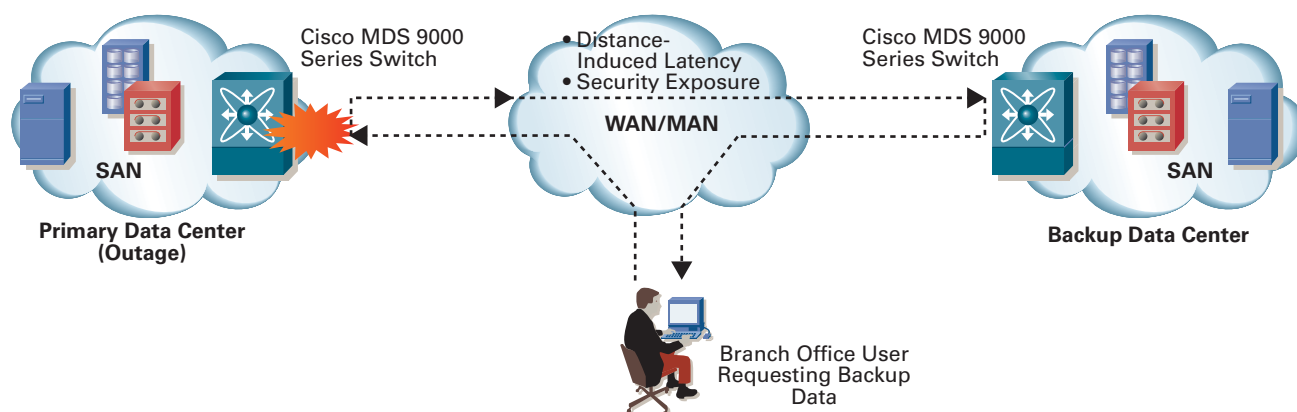 Cisco MDS 9000
Series Switch
SAN
Primary Data Center
(Outage)
• Distance-
Induced Latency
• Security Exposure
WAN/MAN
Cisco MDS 9000
Series Switch
SAN
Backup Data Center
Branch Office User
Requesting Backup
Data